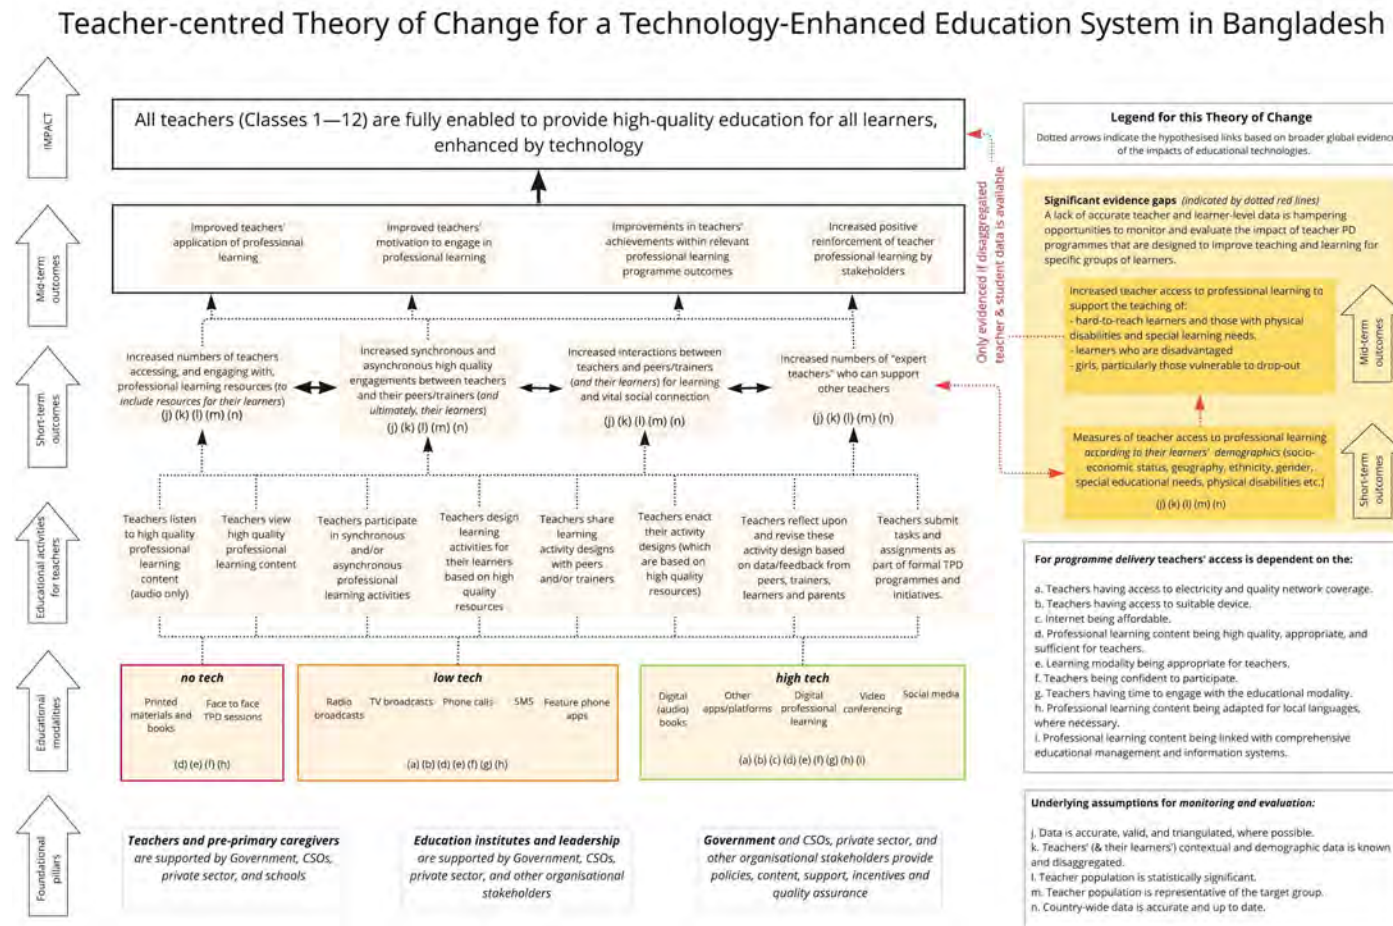 Teacher-centred Theory of Change for a Technology-Enhanced Education System in Bangladesh
IMPACT
All teachers (Classes 1—12) are fully enabled to provide high-quality education for all learners,
enhanced by technology
Mid-term
outcomes
Improved teachers'
application of professional
learning
Improved teachers'
motivation to engage in
professional learning
Improvements in teachers'
achievements within relevant
professional learning
programme outcomes
Increased positive
reinforcement of teacher
professional learning by
stakeholders
Short-term
outcomes
Increased numbers of teachers
accessing, and engaging with,
professional learning resources (to
include resources for their learners)
(j) (k) (l) (m) (n)
Increased synchronous and
asynchronous high quality
engagements between teachers
and their peers/trainers (and
ultimately, their learners)
(j) (k) (l) (m) (n)
Increased interactions between
teachers and peers/trainers
(and their learners) for learning
and vital social connection
(j) (k) (l) (m) (n)
Increased numbers of "expert
teachers" who can support
other teachers
(j) (k) (l) (m) (n)
Educational activities
for teachers
Teachers listen
to high quality
professional
learning
content
(audio only)
Teachers view
high quality
professional
learning content
Teachers participate
in synchronous
and/or
asynchronous
professional
learning activities
Teachers design
learning
activities for
their learners
based on high
quality
resources
Teachers share
learning
activity designs
with peers
and/or trainers
Teachers enact
their activity
designs (which
are based on
high quality
resources)
Teachers reflect upon
and revise these
activity design based
on data/feedback from
peers, trainers,
learners and parents
Teachers submit
tasks and
assignments as
part of formal TPD
programmes and
initiatives.
Educational
modalities
no tech
Printed
materials and
books
Face to face
TPD sessions
(d) (e) (f) (h)
low tech
Radio
broadcasts
TV broadcasts
Phone calls
SMS
Feature phone
apps
(a) (b) (d) (e) (f) (g) (h)
high tech
Digital
(audio)
books
Other
apps/platforms
Digital
professional
learning
Video
conferencing
Social media
(a) (b) (c) (d) (e) (f) (g) (h) (i)
Foundational
pillars
Teachers and pre-primary caregivers
are supported by Government, CSOs,
private sector, and schools
Education institutes and leadership
are supported by Government, CSOs,
private sector, and other organisational
stakeholders
Government and CSOs, private sector, and
other organisational stakeholders provide
policies, content, support, incentives and
quality assurance
Only evidenced if disaggregated
teacher & student data is available
Legend for this Theory of Change
Dotted arrows indicate the hypothesised links based on broader global evidence
of the impacts of educational technologies.
Significant evidence gaps (indicated by dotted red lines)
A lack of accurate teacher and learner-level data is hampering
opportunities to monitor and evaluate the impact of teacher PD
programmes that are designed to improve teaching and learning for
specific groups of learners.
Increased teacher access to professional learning to
support the teaching of:
- hard-to-reach learners and those with physical
disabilities and special learning needs.
- learners who are disadvantaged
- girls, particularly those vulnerable to drop-out
Mid-term
outcomes
Measures of teacher access to professional learning
according to their learners' demographics (socio-
economic status, geography, ethnicity, gender,
special educational needs, physical disabilities etc.)
(j) (k) (l) (m) (n)
Short-term
outcomes
For programme delivery teachers' access is dependent on the:
a. Teachers having access to electricity and quality network coverage.
b. Teachers having access to suitable device.
c. Internet being affordable.
d. Professional learning content being high quality, appropriate, and
sufficient for teachers.
e. Learning modality being appropriate for teachers.
f. Teachers being confident to participate.
g. Teachers having time to engage with the educational modality.
h. Professional learning content being adapted for local languages,
where necessary.
i. Professional learning content being linked with comprehensive
educational management and information systems.
Underlying assumptions for monitoring and evaluation:
j. Data is accurate, valid, and triangulated, where possible.
k. Teachers' (& their learners') contextual and demographic data is known
and disaggregated.
l. Teacher population is statistically significant.
m. Teacher population is representative of the target group.
n. Country-wide data is accurate and up to date.